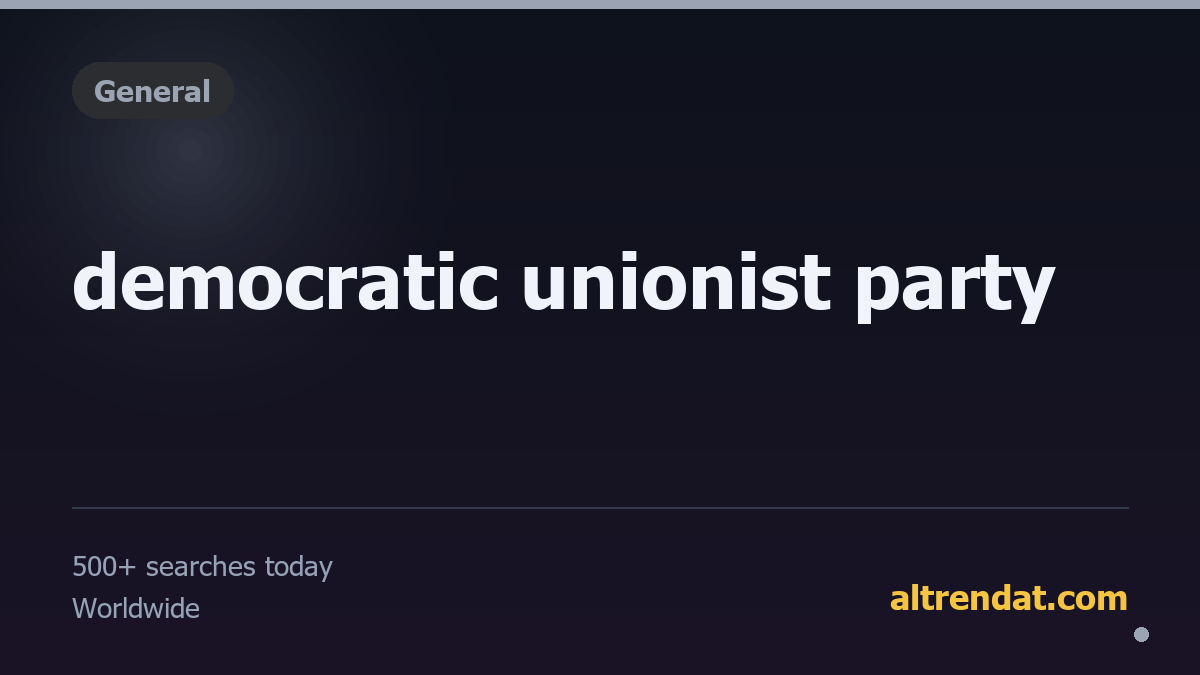 General
democratic unionist party
500+ searches today
Worldwide
altrendat.com